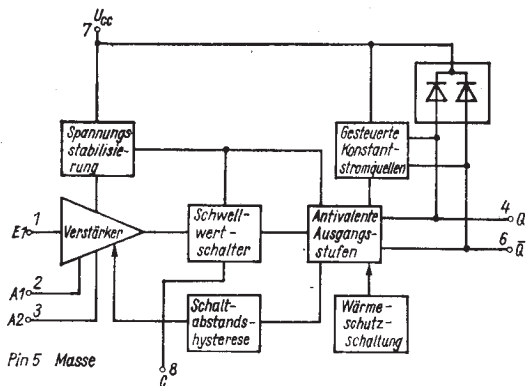 U_CC
7
Spannungs-
stabilisie-
rung
Gesteuerte
Konstant-
stromquellen
1
E1
Verstärker
Schwell-
wert-
schalter
Antivalente
Ausgangs-
stufen
4
Q
6
Q̅
2
A1
3
A2
Schalt-
abstands-
hysterese
Wärme-
schutz-
schaltung
Pin 5 Masse
8
C